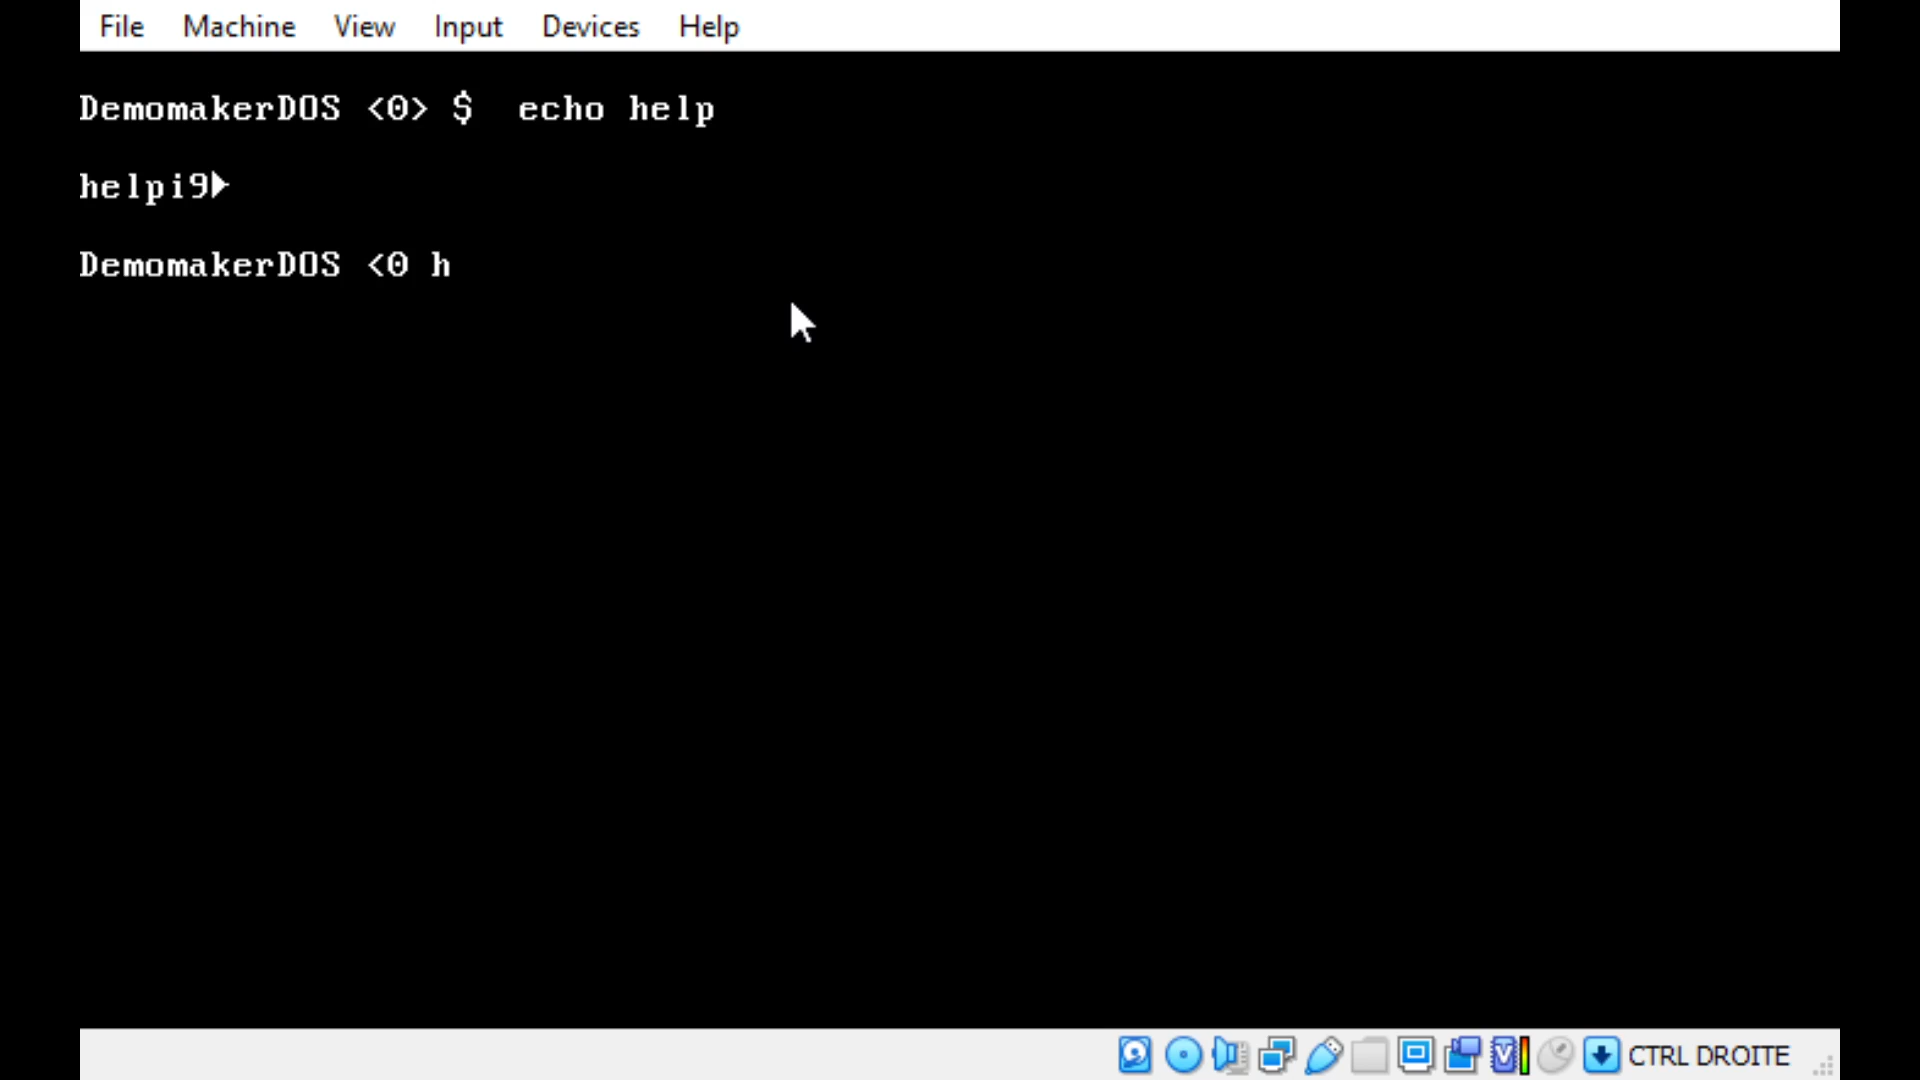 File Machine View Input Devices Help
DemomakerDOS <0> $  echo help
helpi9►
DemomakerDOS <0 h
CTRL DROITE